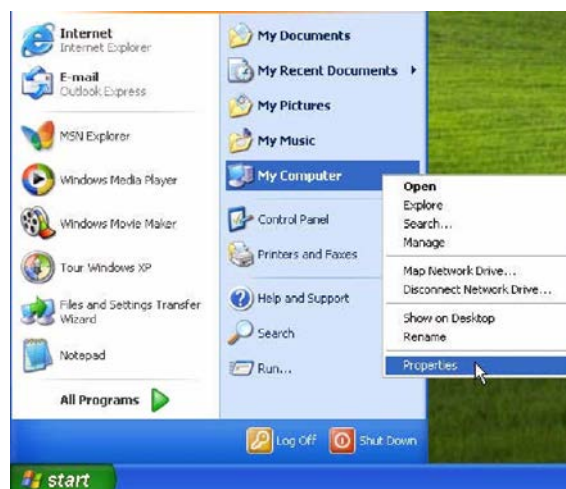 Internet
Internet Explorer
E-mail
Outlook Express
MSN Explorer
Windows Media Player
Windows Movie Maker
Tour Windows XP
Files and Settings Transfer
Wizard
Notepad
All Programs
My Documents
My Recent Documents
My Pictures
My Music
My Computer
Control Panel
Printers and Faxes
Help and Support
Search
Run...
Open
Explore
Search...
Manage
Map Network Drive...
Disconnect Network Drive...
Show on Desktop
Rename
Properties
Log Off
Shut Down
start